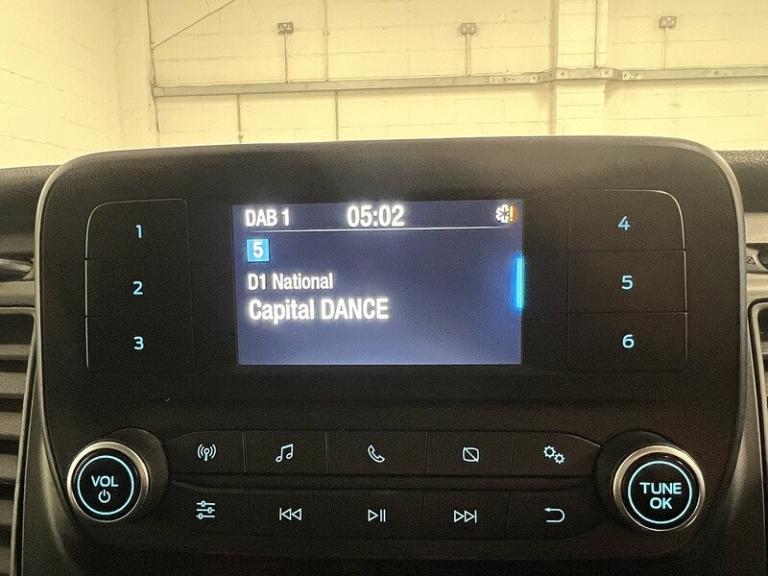 DAB 1 05:02
5
D1 National
Capital DANCE
1
2
3
4
5
6
VOL
TUNE
OK